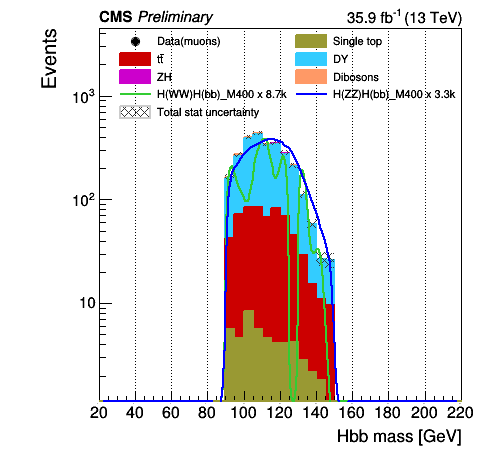 CMS Preliminary 35.9 fb⁻¹ (13 TeV)
Events
Data(muons) Single top
tt̄ DY
ZH Dibosons
H(WW)H(bb)_M400 x 8.7k H(ZZ)H(bb)_M400 x 3.3k
Total stat uncertainty
10³
10²
10
20 40 60 80 100 120 140 160 180 200 220
Hbb mass [GeV]